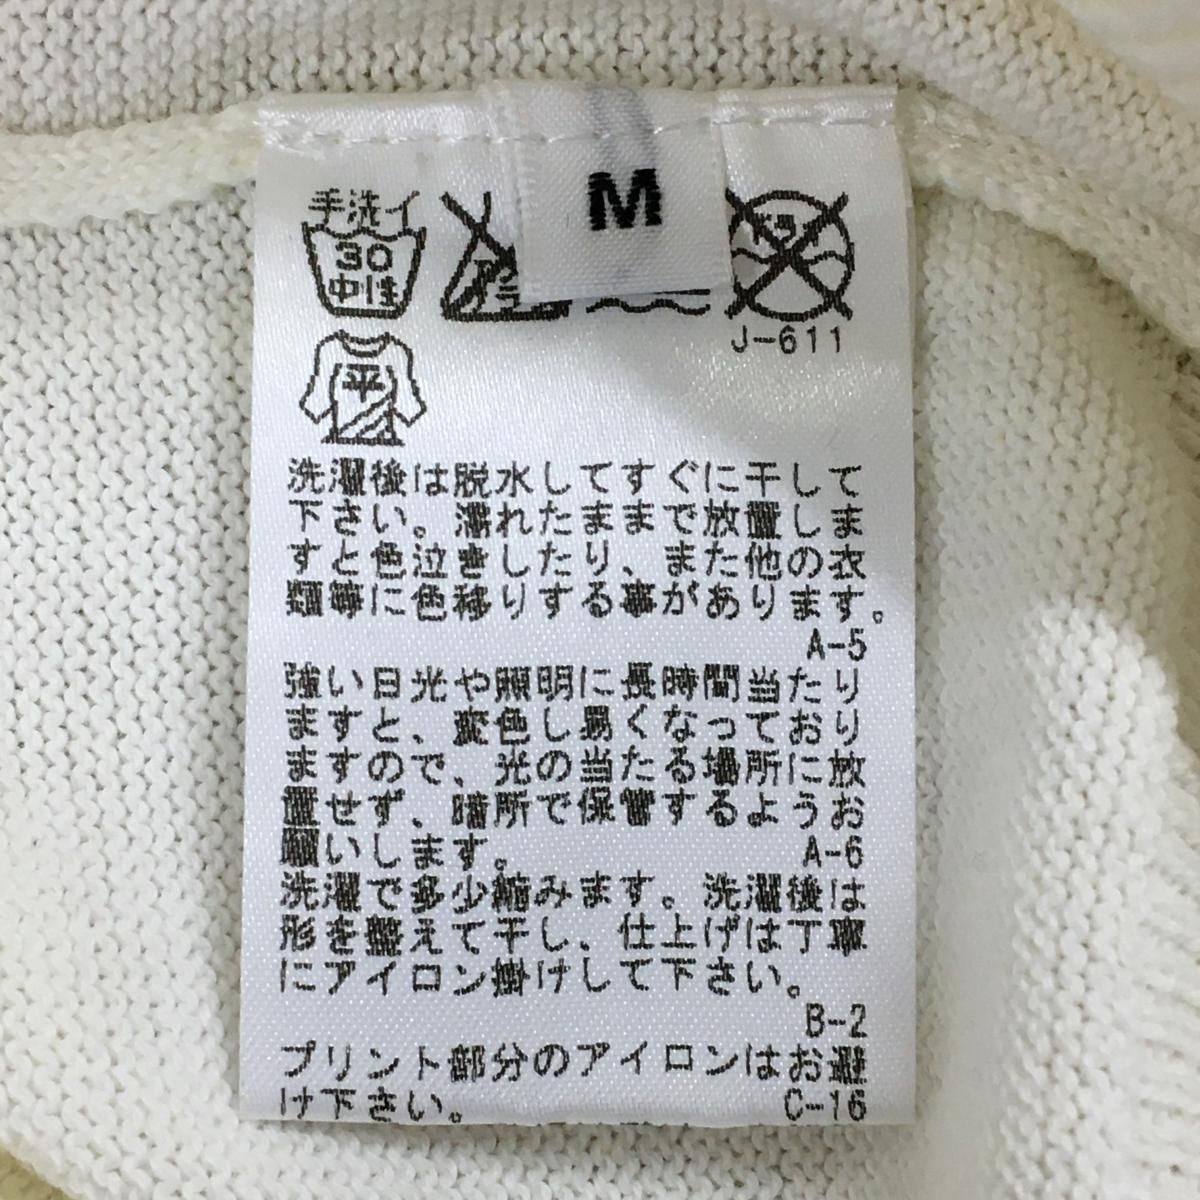 M
手洗イ
30
中性
J-611
平
洗濯後は脱水してすぐに干して
下さい。濡れたままで放置しま
すと色泣きしたり、また他の衣
類等に色移りする事があります。
A-5
強い日光や照明に長時間当たり
ますと、変色し易くなっており
ますので、光の当たる場所に放
置せず、暗所で保管するようお
願いします。
A-6
洗濯で多少縮みます。洗濯後は
形を整えて干し、仕上げは丁寧
にアイロン掛けして下さい。
B-2
プリント部分のアイロンはお避
け下さい。
C-16